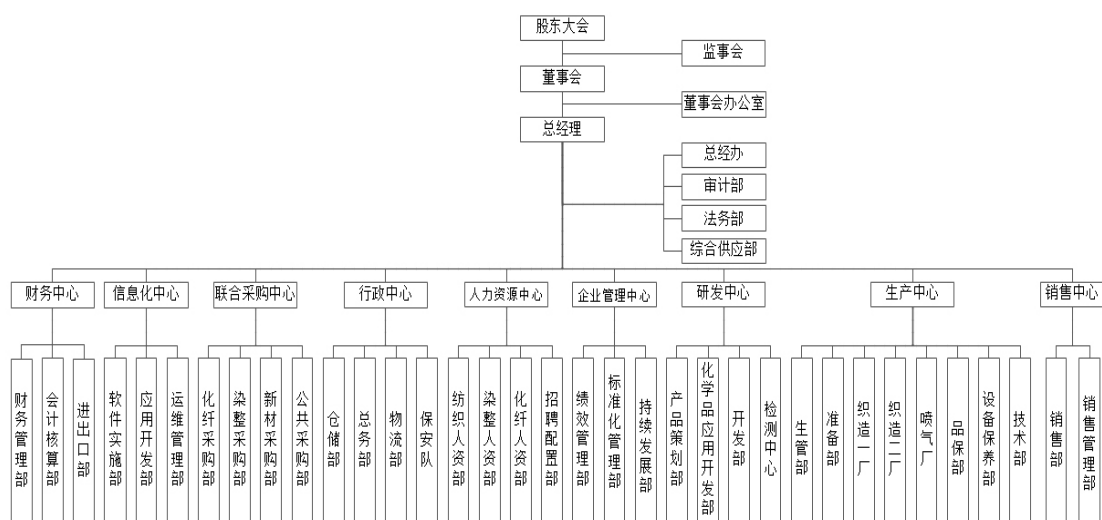 股东大会
监事会
董事会
董事会办公室
总经理
总经办
审计部
法务部
综合供应部
财务中心
信息化中心
联合采购中心
行政中心
人力资源中心
企业管理中心
研发中心
生产中心
销售中心
财务管理部
会计核算部
进出口部
软件实施部
应用开发部
运维管理部
化纤采购部
染整采购部
新材采购部
公共采购部
仓储部
总务部
物流部
保安队
纺织人资部
染整人资部
化纤人资部
招聘配置部
绩效管理部
标准化管理部
持续发展部
产品策划部
化学品应用开发部
开发部
检测中心
生管部
准备部
织造一厂
织造二厂
喷气厂
品保部
设备保养部
技术部
销售部
销售管理部